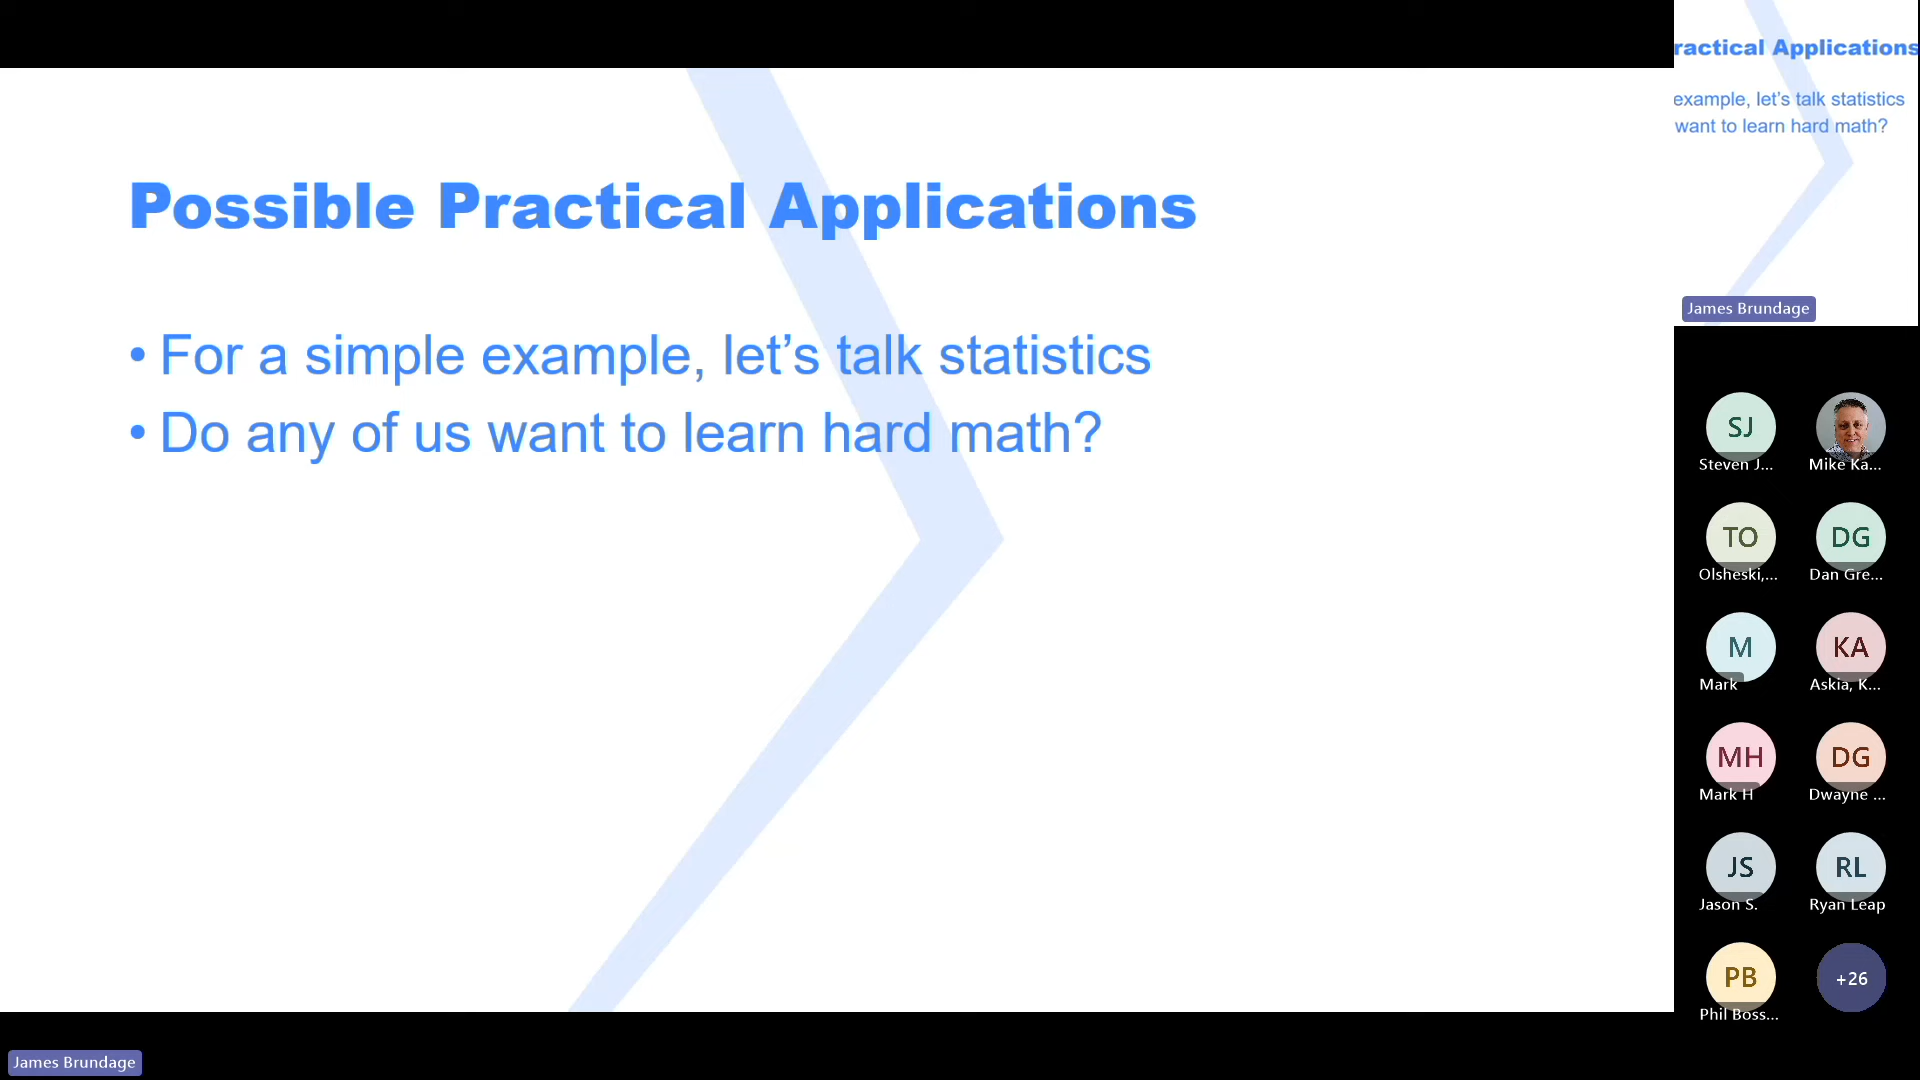 Possible Practical Applications
• For a simple example, let's talk statistics
• Do any of us want to learn hard math?
James Brundage
ractical Applications
example, let's talk statistics
want to learn hard math?
James Brundage
SJ
Steven J...
Mike Ka...
TO
Olsheski,...
DG
Dan Gre...
M
Mark
KA
Askia, K...
MH
Mark H
DG
Dwayne ...
JS
Jason S.
RL
Ryan Leap
PB
Phil Boss...
+26